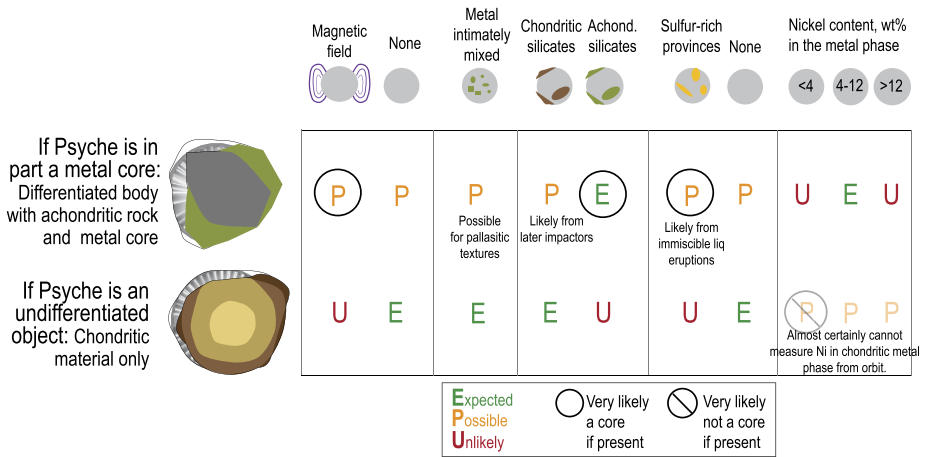 Magnetic
field
None
Metal
intimately
mixed
Chondritic
silicates
Achond.
silicates
Sulfur-rich
provinces
None
Nickel content, wt%
in the metal phase
<4 4-12 >12
If Psyche is in
part a metal core:
Differentiated body
with achondritic rock
and metal core
P P P P E P P U E U
Possible
for pallasitic
textures
Likely from
later impactors
Likely from
immiscible liq
eruptions
If Psyche is an
undifferentiated
object: Chondritic
material only
U E E E U U E P P P
Almost certainly cannot
measure Ni in chondritic metal
phase from orbit.
Expected
Possible
Unlikely
Very likely
a core
if present
Very likely
not a core
if present